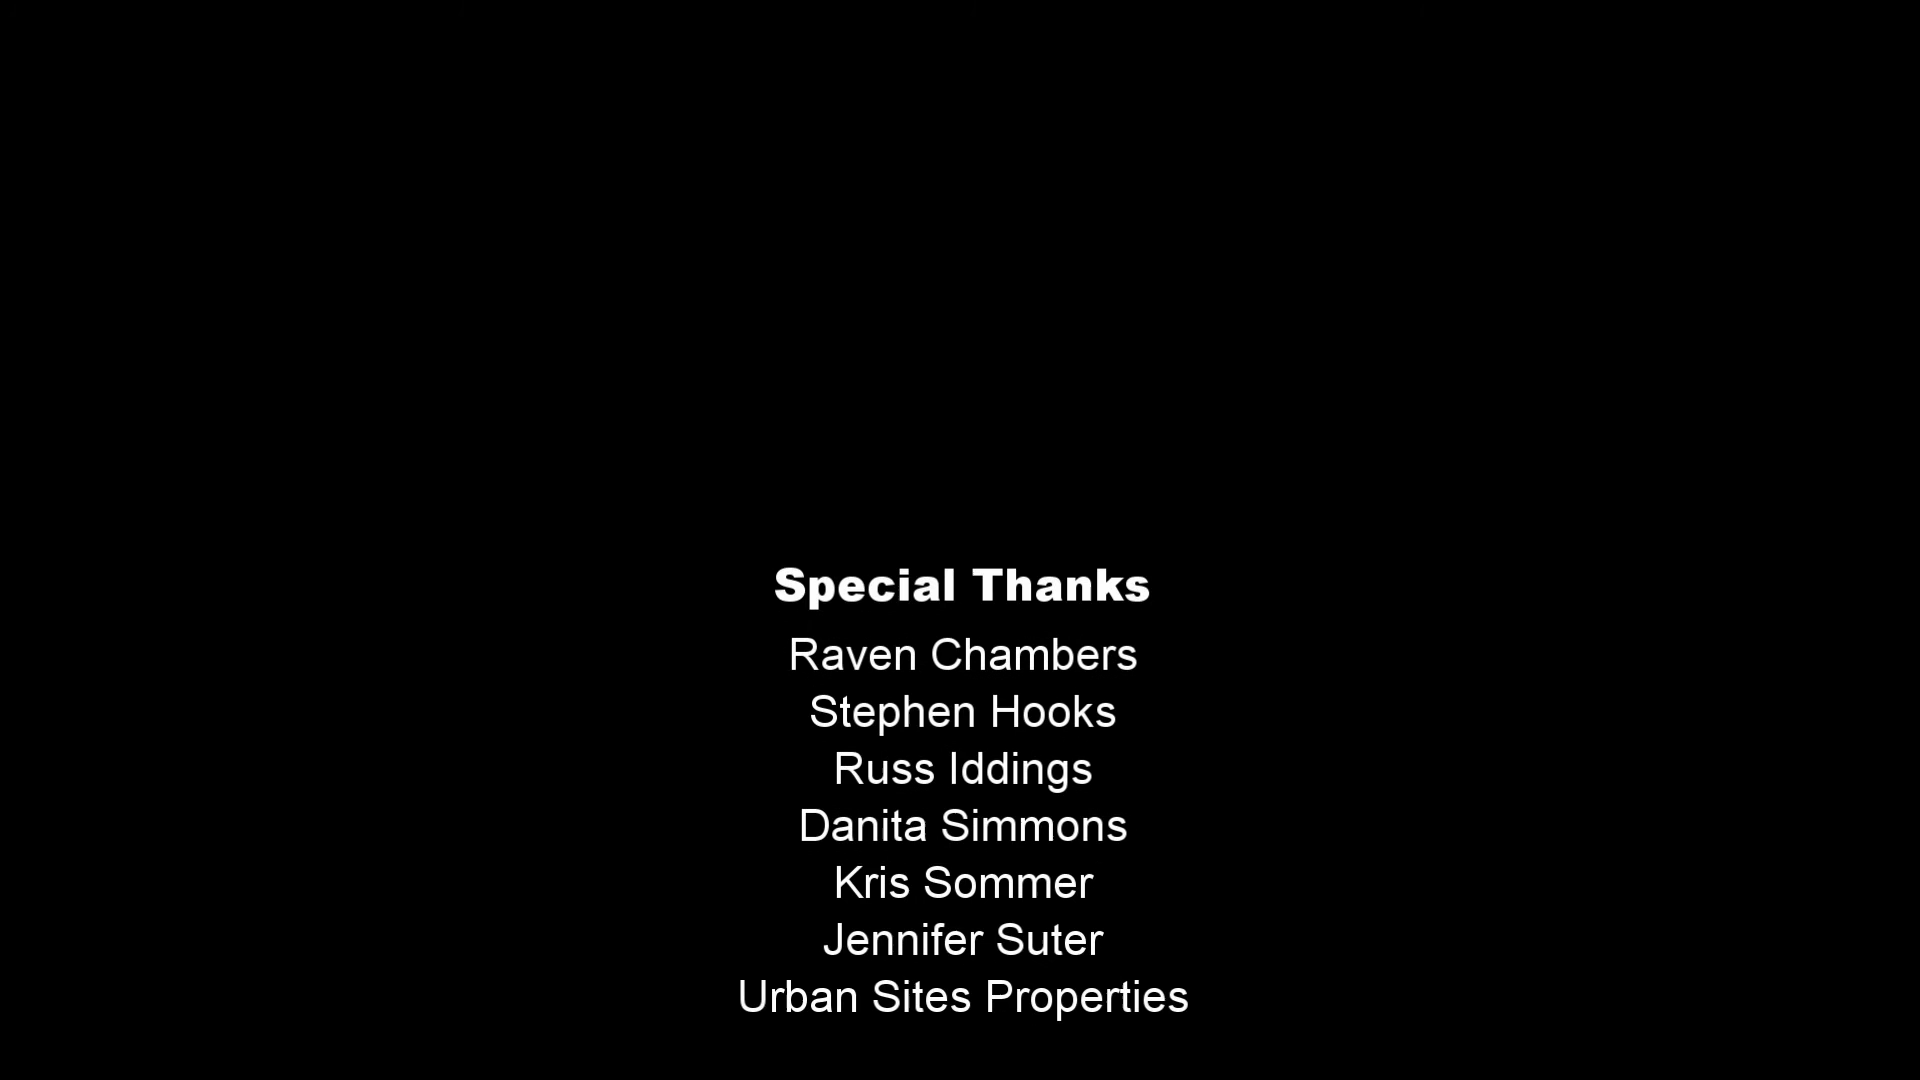 Special Thanks
Raven Chambers
Stephen Hooks
Russ Iddings
Danita Simmons
Kris Sommer
Jennifer Suter
Urban Sites Properties